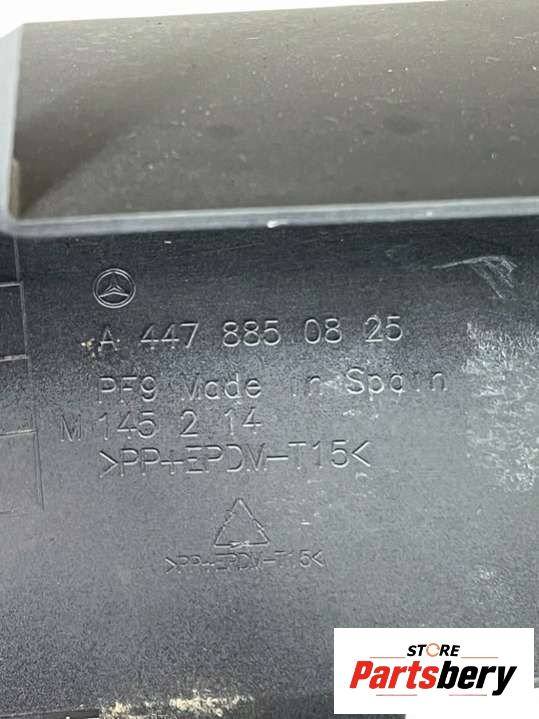 A 447 885 08 25
PF9 Made in Spain
M 145 2 14
>PP+EPDM-T15<
>PP+EPDM-T15<
STORE
Partsbery